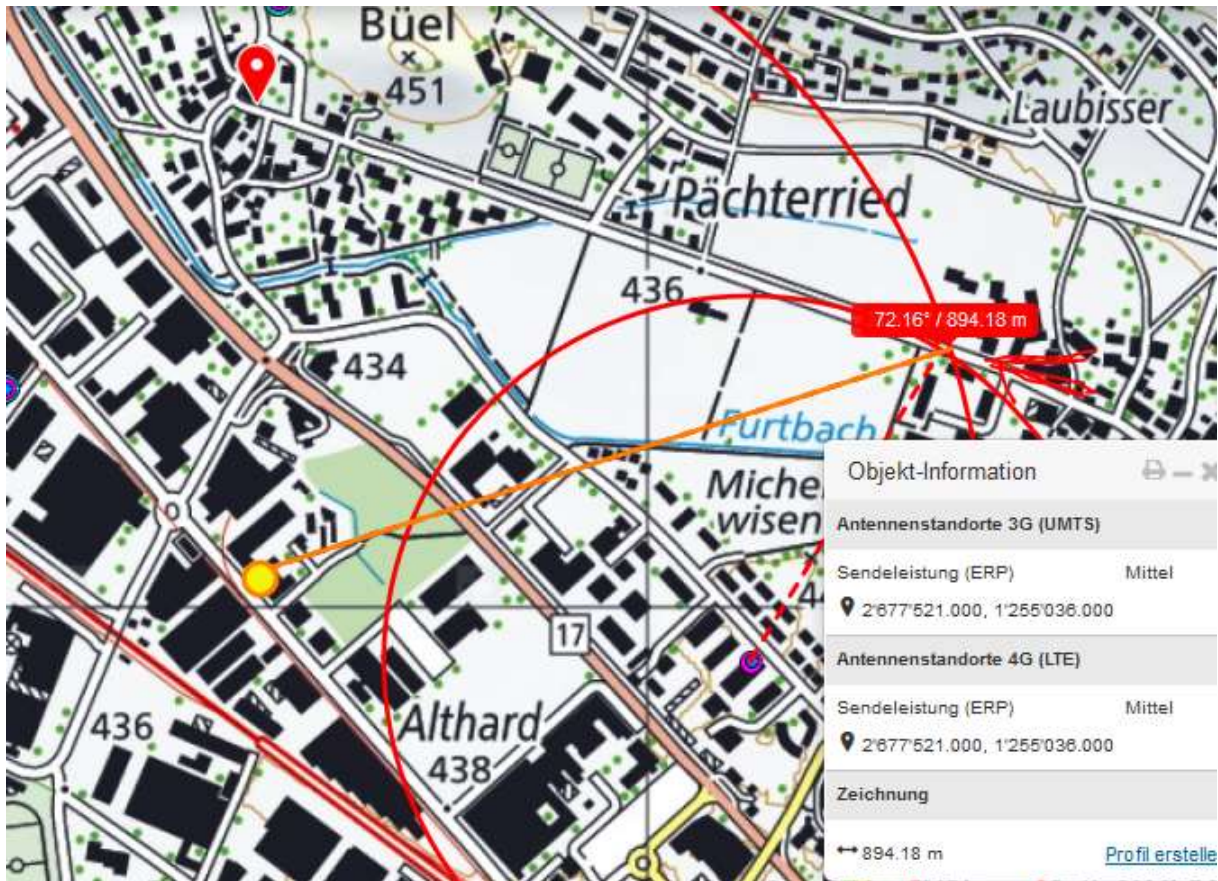 Büel
451
Laubisser
Pächterried
436
72.16° / 894.18 m
434
Furtbach
Objekt-Information
Antennenstandorte 3G (UMTS)
Sendeleistung (ERP) Mittel
2'677'521.000, 1'255'036.000
Antennenstandorte 4G (LTE)
Sendeleistung (ERP) Mittel
2'677'521.000, 1'255'036.000
Zeichnung
894.18 m Profil erstelle
Miche
wisen
17
436
Althard
438